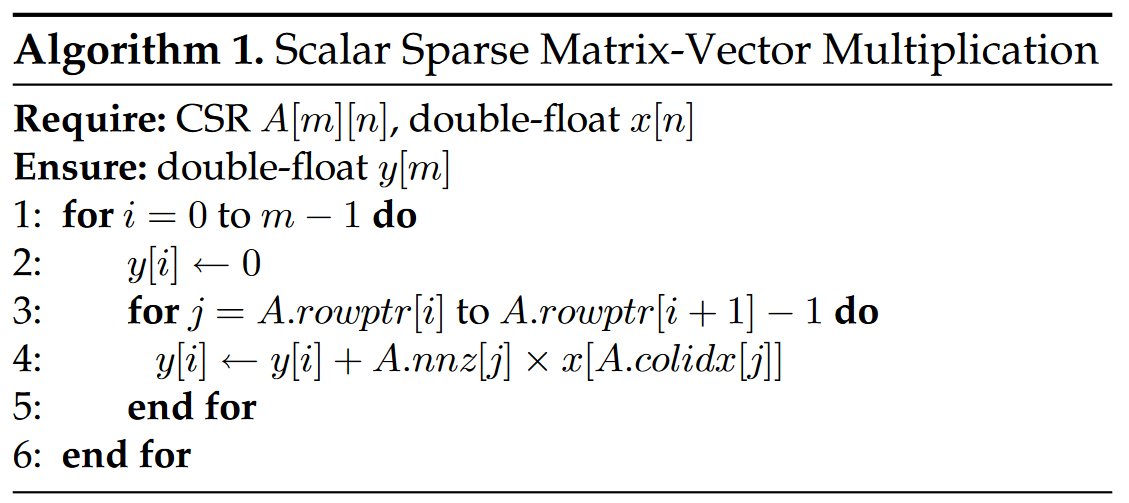 Algorithm 1. Scalar Sparse Matrix-Vector Multiplication
Require: CSR A[m][n], double-float x[n]
Ensure: double-float y[m]
1: for i = 0 to m − 1 do
2: y[i] ← 0
3: for j = A.rowptr[i] to A.rowptr[i + 1] − 1 do
4: y[i] ← y[i] + A.nnz[j] × x[A.colidx[j]]
5: end for
6: end for